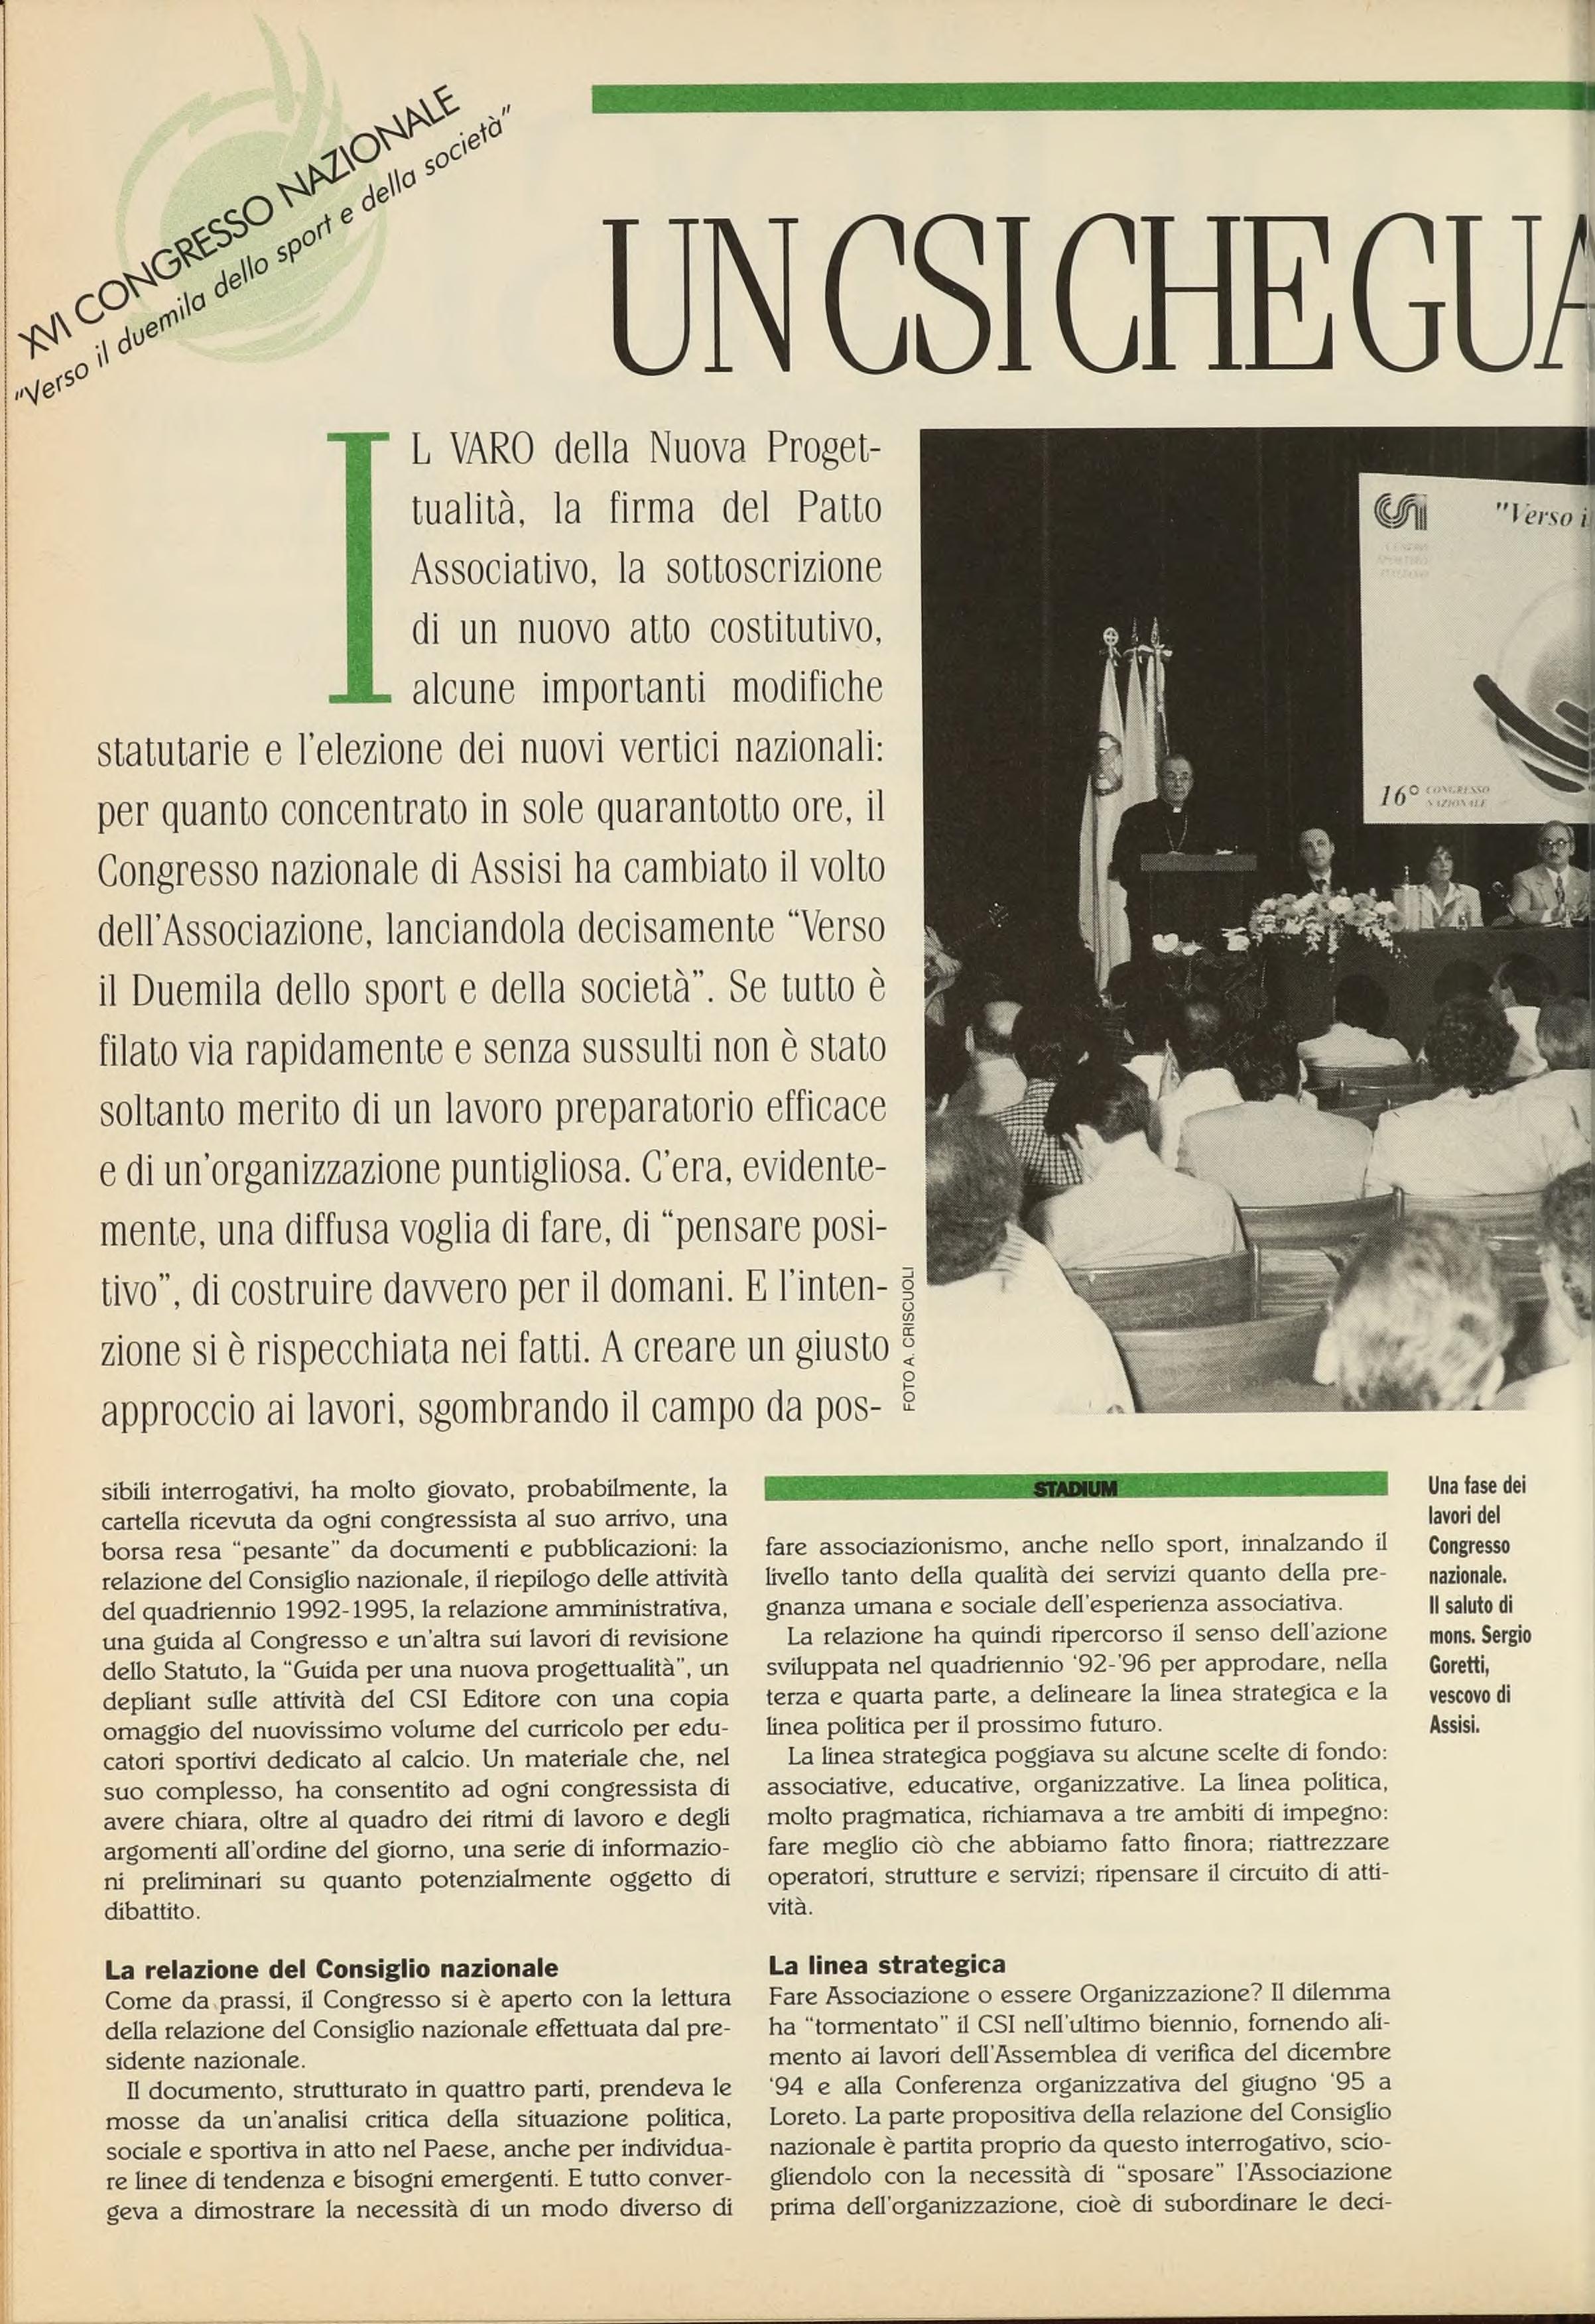 XVI CONGRESSO NAZIONALE
"Verso il duemila dello sport e della società"
UN CSI CHE GUA
IL VARO della Nuova Proget-
tualità, la firma del Patto
Associativo, la sottoscrizione
di un nuovo atto costitutivo,
alcune importanti modifiche
statutarie e l'elezione dei nuovi vertici nazionali:
per quanto concentrato in sole quarantotto ore, il
Congresso nazionale di Assisi ha cambiato il volto
dell'Associazione, lanciandola decisamente “Verso
il Duemila dello sport e della società”. Se tutto è
filato via rapidamente e senza sussulti non è stato
soltanto merito di un lavoro preparatorio efficace
e di un'organizzazione puntigliosa. C'era, evidente-
mente, una diffusa voglia di fare, di “pensare posi-
tivo”, di costruire davvero per il domani. E l'inten-
zione si è rispecchiata nei fatti. A creare un giusto
approccio ai lavori, sgombrando il campo da pos-
CSI
"Verso i
CENTRO
SPORTIVO
ITALIANO
16° CONGRESSO
NAZIONALE
FOTO A. CRISCUOLI
sibili interrogativi, ha molto giovato, probabilmente, la
cartella ricevuta da ogni congressista al suo arrivo, una
borsa resa “pesante” da documenti e pubblicazioni: la
relazione del Consiglio nazionale, il riepilogo delle attività
del quadriennio 1992-1995, la relazione amministrativa,
una guida al Congresso e un'altra sui lavori di revisione
dello Statuto, la “Guida per una nuova progettualità”, un
depliant sulle attività del CSI Editore con una copia
omaggio del nuovissimo volume del curricolo per edu-
catori sportivi dedicato al calcio. Un materiale che, nel
suo complesso, ha consentito ad ogni congressista di
avere chiara, oltre al quadro dei ritmi di lavoro e degli
argomenti all'ordine del giorno, una serie di informazio-
ni preliminari su quanto potenzialmente oggetto di
dibattito.
La relazione del Consiglio nazionale
Come da prassi, il Congresso si è aperto con la lettura
della relazione del Consiglio nazionale effettuata dal pre-
sidente nazionale.
Il documento, strutturato in quattro parti, prendeva le
mosse da un'analisi critica della situazione politica,
sociale e sportiva in atto nel Paese, anche per individua-
re linee di tendenza e bisogni emergenti. E tutto conver-
geva a dimostrare la necessità di un modo diverso di
STADIUM
fare associazionismo, anche nello sport, innalzando il
livello tanto della qualità dei servizi quanto della pre-
gnanza umana e sociale dell'esperienza associativa.
La relazione ha quindi ripercorso il senso dell'azione
sviluppata nel quadriennio '92-'96 per approdare, nella
terza e quarta parte, a delineare la linea strategica e la
linea politica per il prossimo futuro.
La linea strategica poggiava su alcune scelte di fondo:
associative, educative, organizzative. La linea politica,
molto pragmatica, richiamava a tre ambiti di impegno:
fare meglio ciò che abbiamo fatto finora; riattrezzare
operatori, strutture e servizi; ripensare il circuito di atti-
vità.
La linea strategica
Fare Associazione o essere Organizzazione? Il dilemma
ha “tormentato” il CSI nell'ultimo biennio, fornendo ali-
mento ai lavori dell'Assemblea di verifica del dicembre
'94 e alla Conferenza organizzativa del giugno '95 a
Loreto. La parte propositiva della relazione del Consiglio
nazionale è partita proprio da questo interrogativo, scio-
gliendolo con la necessità di “sposare” l'Associazione
prima dell'organizzazione, cioè di subordinare le deci-
Una fase dei
lavori del
Congresso
nazionale.
Il saluto di
mons. Sergio
Goretti,
vescovo di
Assisi.